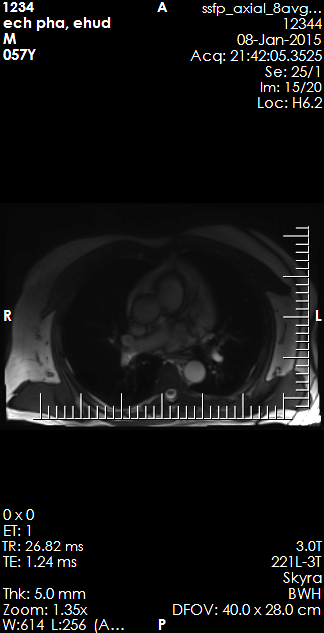 1234
A
ssfp_axial_8avg...
ech pha, ehud
12344
M
08-Jan-2015
057Y
Acq: 21:42:05.3525
Se: 25/1
Im: 15/20
Loc: H6.2
R
L
0 x 0
ET: 1
TR: 26.82 ms
3.0T
TE: 1.24 ms
221L-3T
Skyra
Thk: 5.0 mm
BWH
Zoom: 1.35x
DFOV: 40.0 x 28.0 cm
W:614 L:256 (A...
P